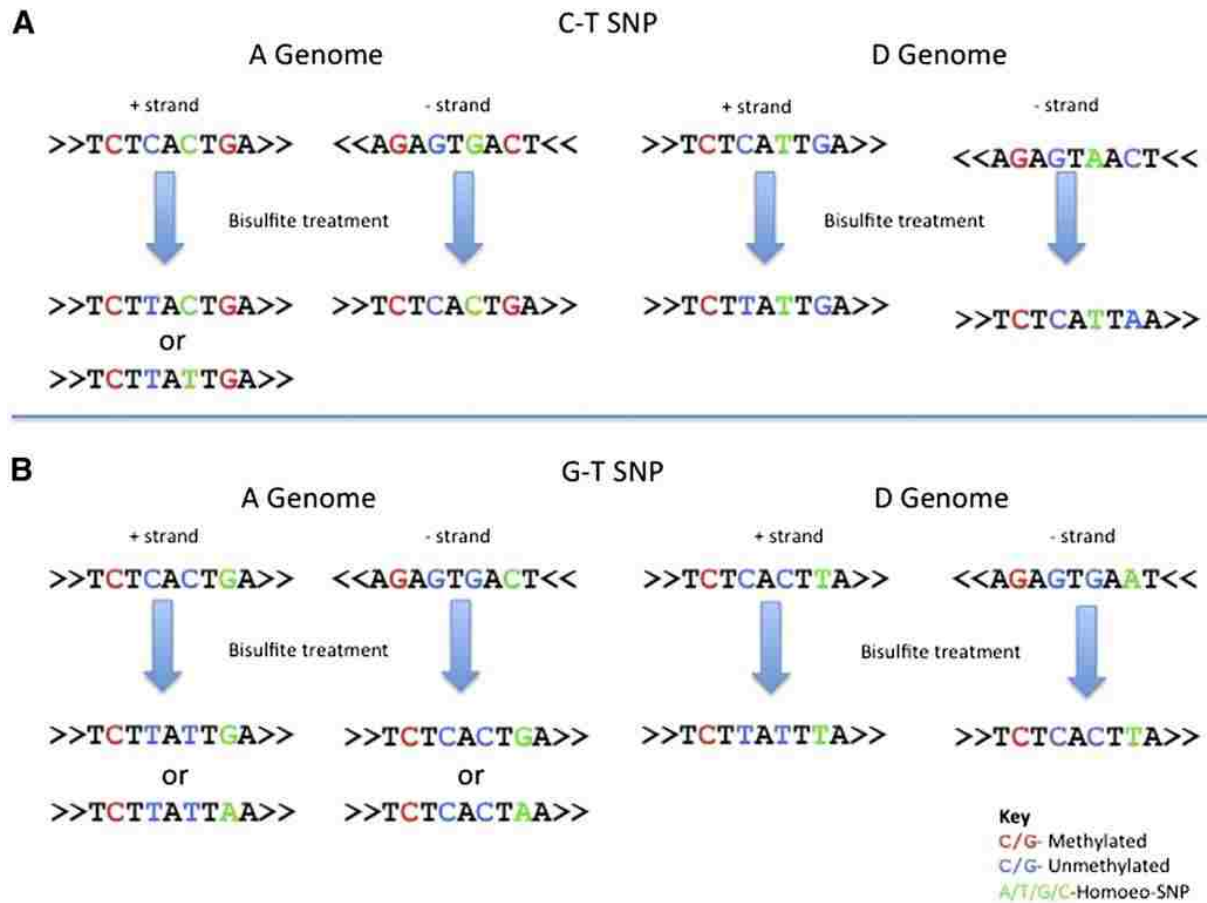 A
C-T SNP
A Genome
D Genome
+ strand
- strand
+ strand
- strand
>>TCTCACTGA>>
<<AGAGTGACT<<
>>TCTCATTGA>>
<<AGAGTAACT<<
Bisulfite treatment
Bisulfite treatment
>>TCTTACTGA>>
>>TCTCACTGA>>
>>TCTTATTGA>>
>>TCTCATTAA>>
or
>>TCTTATTGA>>
B
G-T SNP
A Genome
D Genome
+ strand
- strand
+ strand
- strand
>>TCTCACTGA>>
<<AGAGTGACT<<
>>TCTCACTTA>>
<<AGAGTGAAT<<
Bisulfite treatment
Bisulfite treatment
>>TCTTATTGA>>
>>TCTCACTGA>>
>>TCTTATTTA>>
>>TCTCACTTA>>
or
or
>>TCTTATTAA>>
>>TCTCACTAA>>
Key
C/G- Methylated
C/G- Unmethylated
A/T/G/C-Homoeo-SNP